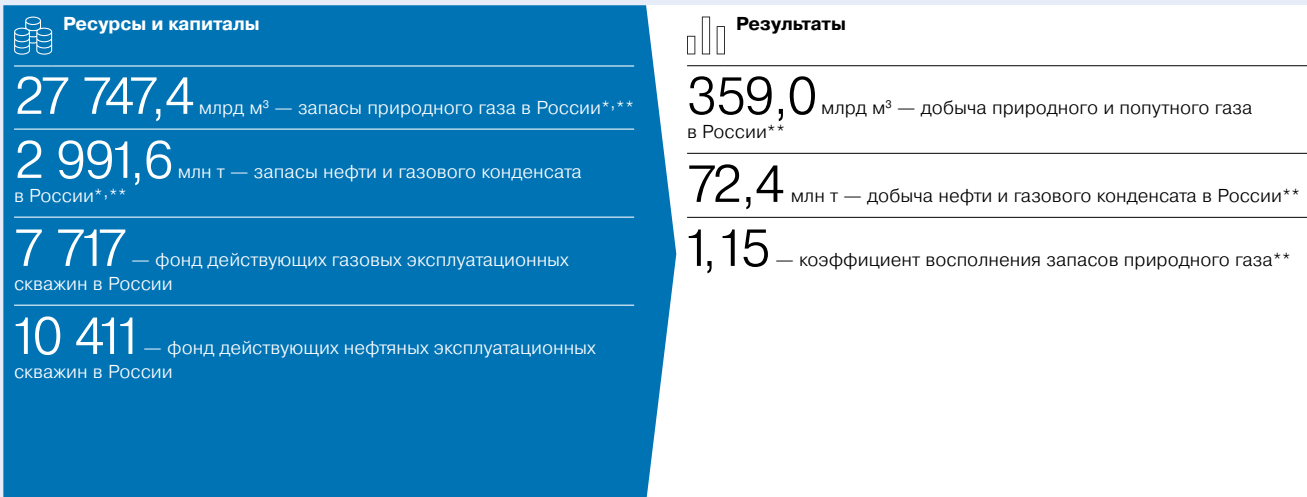 Ресурсы и капиталы
27 747,4 млрд м³ — запасы природного газа в России*,**
2 991,6 млн т — запасы нефти и газового конденсата
в России*,**
7 717 — фонд действующих газовых эксплуатационных
скважин в России
10 411 — фонд действующих нефтяных эксплуатационных
скважин в России
Результаты
359,0 млрд м³ — добыча природного и попутного газа
в России**
72,4 млн т — добыча нефти и газового конденсата в России**
1,15 — коэффициент восполнения запасов природного газа**